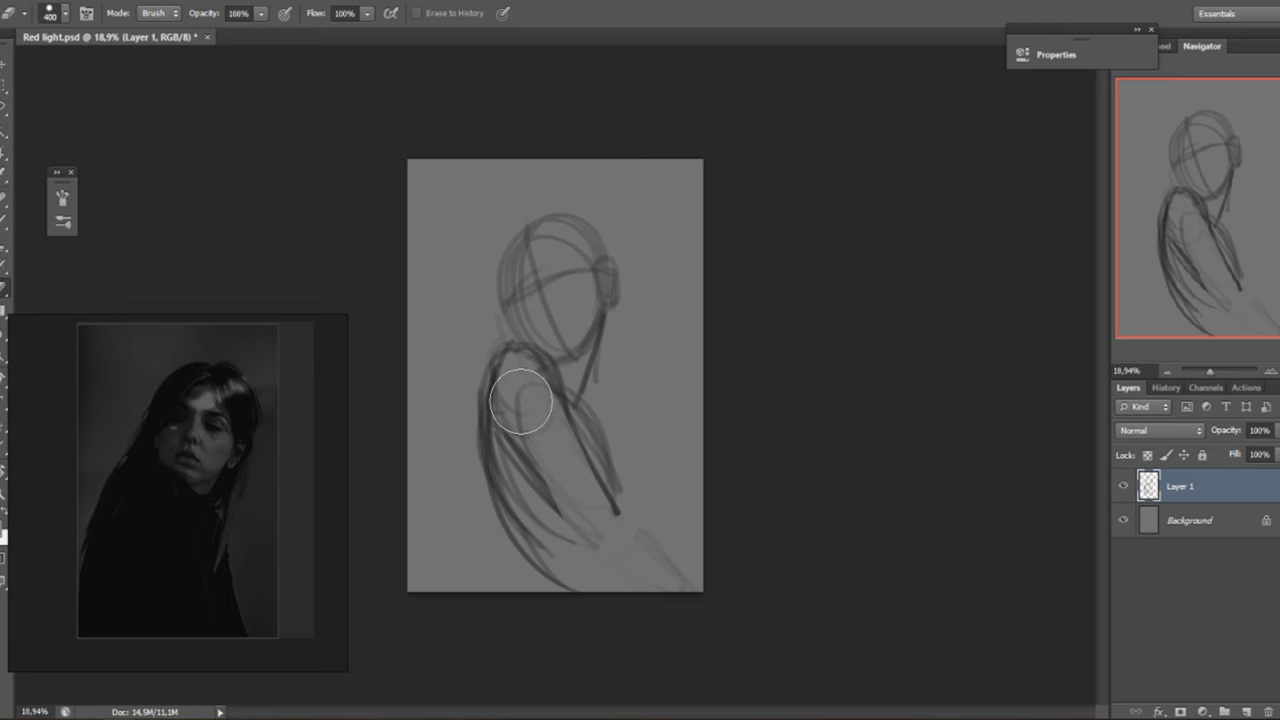 400 Mode: Brush Opacity: 100% Flow: 100% Erase to History Essentials
Red light.psd @ 18,9% (Layer 1, RGB/8) * ×
Navigator
Properties
18,94%
Layers History Channels Actions
Kind
Normal Opacity: 100%
Lock: Fill: 100%
Layer 1
Background
18,94% Doc: 14,5M/11,1M